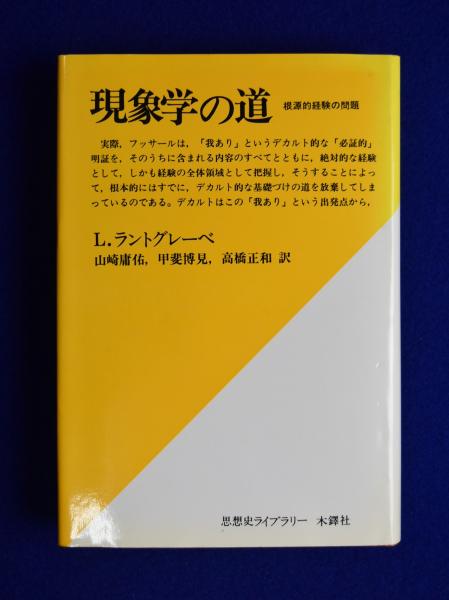 現象学の道 根源的経験の問題
実際，フッサールは，「我あり」というデカルト的な「必証的」
明証を，そのうちに含まれる内容のすべてとともに，絶対的な経験
として，しかも経験の全体領域として把握し，そうすることによっ
て，根本的にはすでに，デカルト的な基礎づけの道を放棄してしま
っているのである。デカルトはこの「我あり」という出発点から，
L.ラントグレーベ
山崎庸佑，甲斐博見，高橋正和 訳
思想史ライブラリー 木鐸社